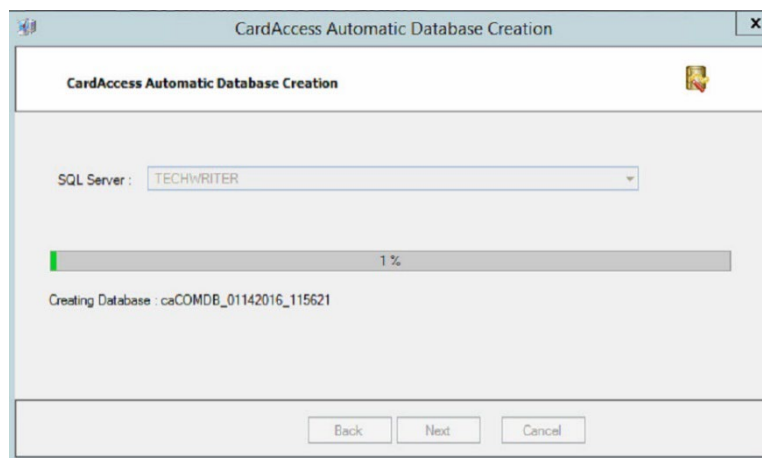 CardAccess Automatic Database Creation
x
CardAccess Automatic Database Creation
SQL Server : TECHWRITER
1 %
Creating Database : caCOMDB_01142016_115621
Back Next Cancel